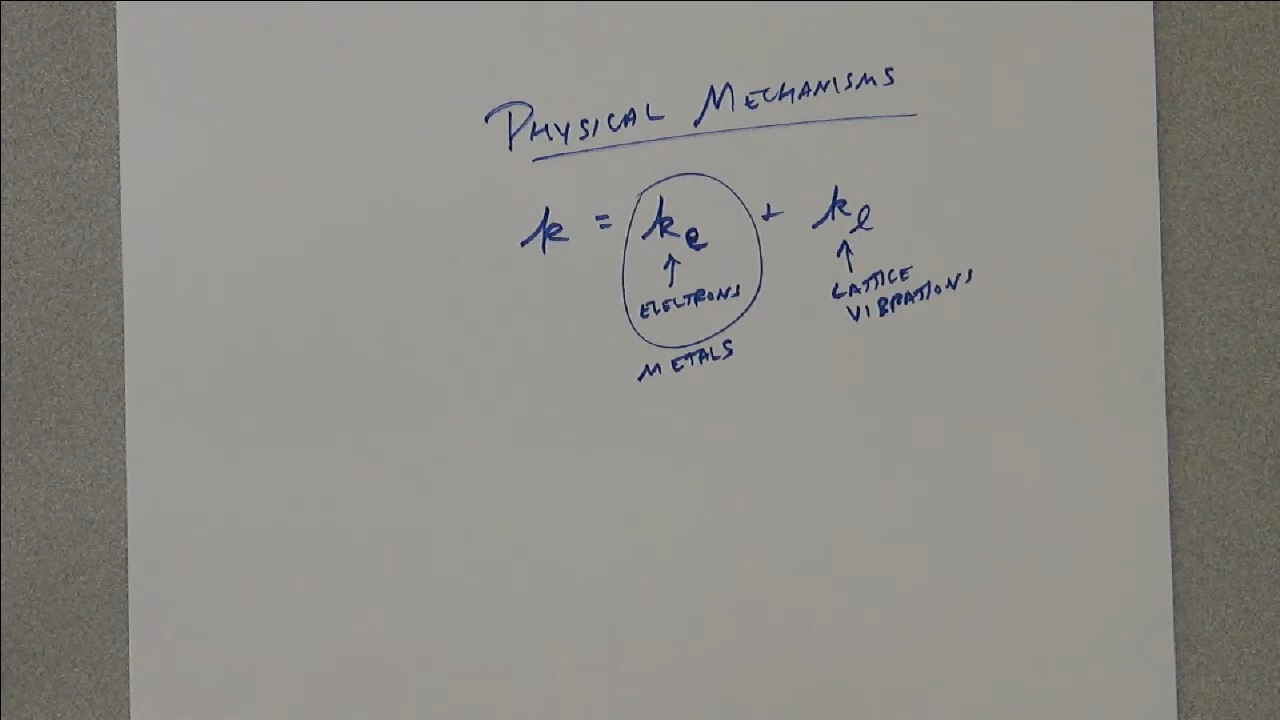 PHYSICAL MECHANISMS
k = ke + kl
↑ ↑
ELECTRONS LATTICE
VIBRATIONS
METALS